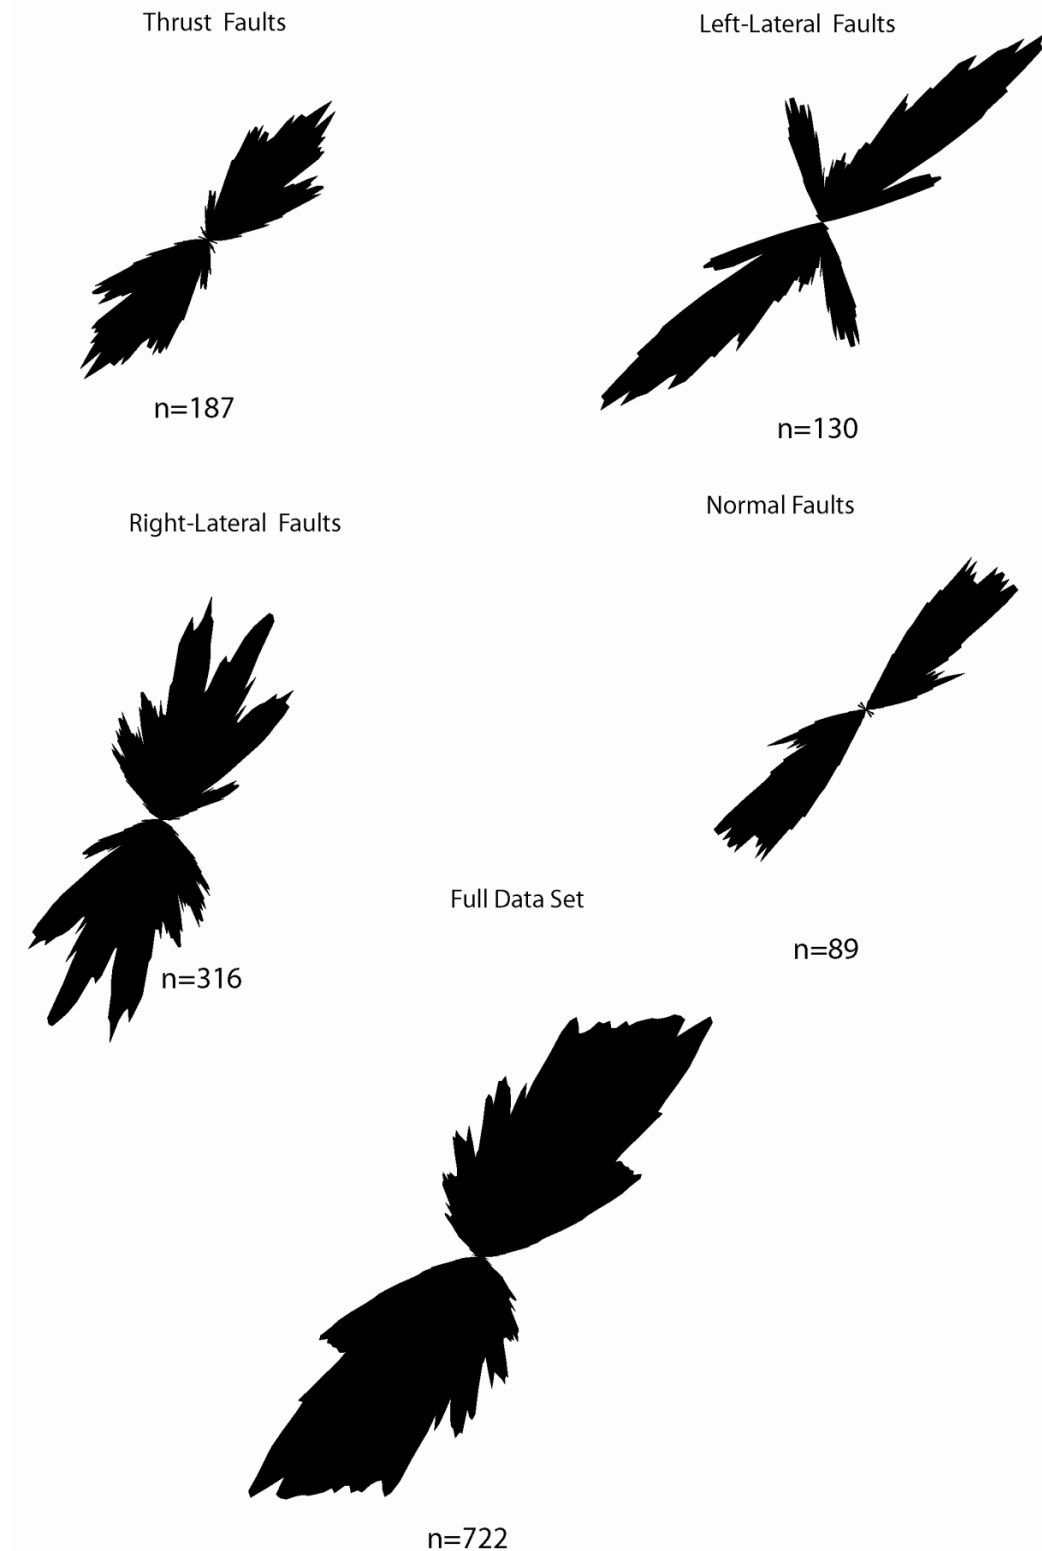 Thrust Faults
Left-Lateral Faults
n=187
n=130
Right-Lateral Faults
Normal Faults
n=316
Full Data Set
n=89
n=722